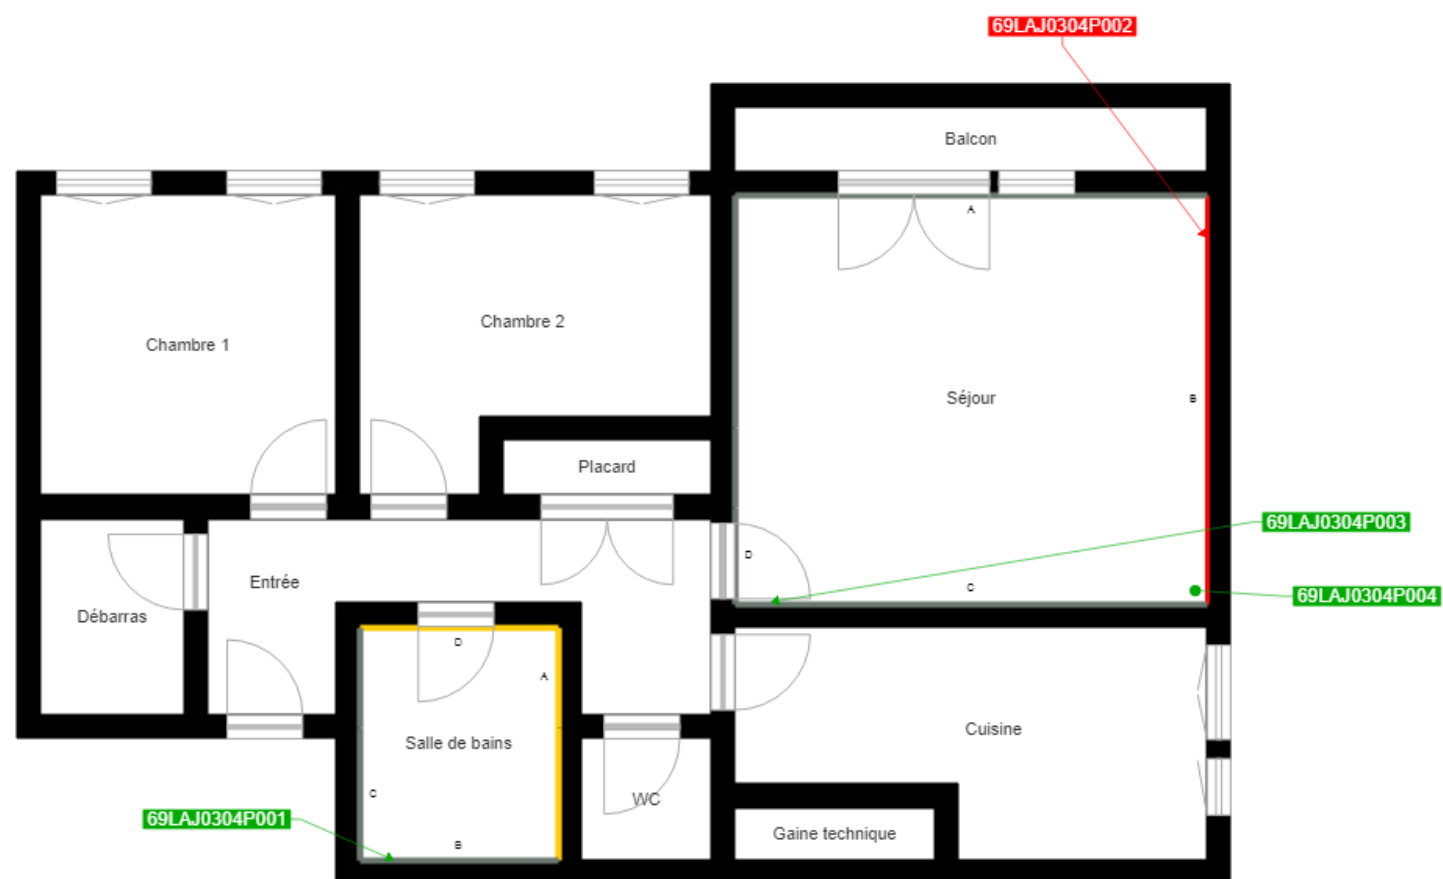 69LAJ0304P002
Balcon
A
Chambre 2
Chambre 1
Séjour
B
Placard
69LAJ0304P003
D
Entrée
C
69LAJ0304P004
Débarras
D
A
Cuisine
Salle de bains
C
WC
69LAJ0304P001
Gaine technique
B